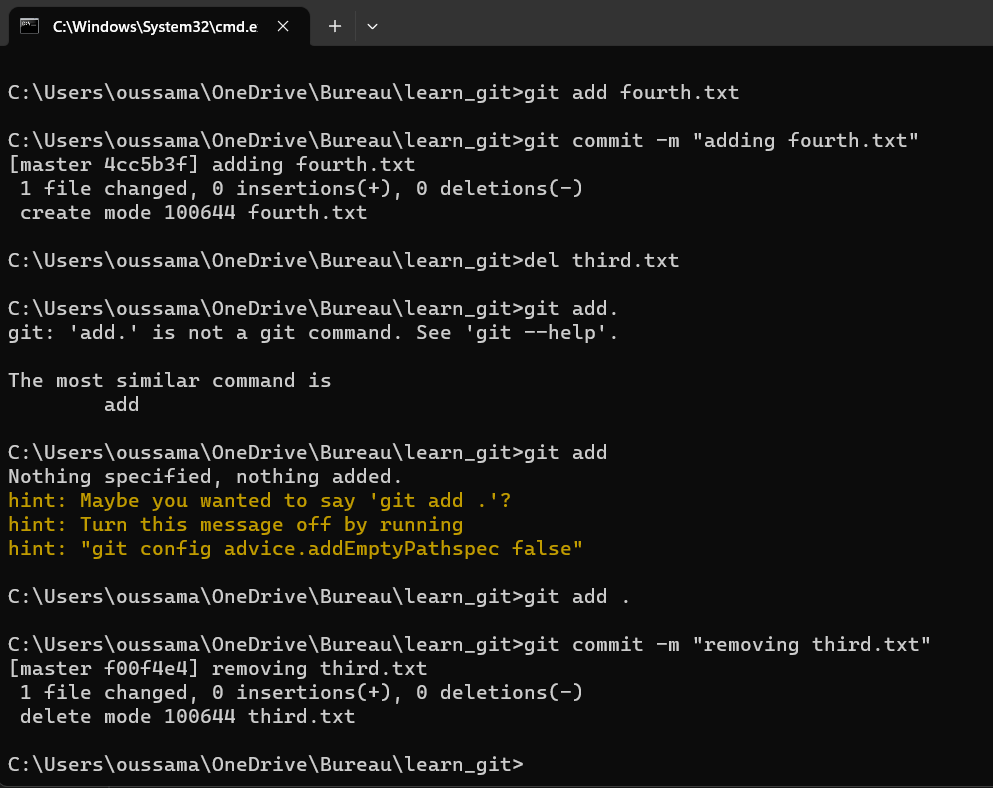 C:\Windows\System32\cmd.e
C:\Users\oussama\OneDrive\Bureau\learn_git>git add fourth.txt
C:\Users\oussama\OneDrive\Bureau\learn_git>git commit -m "adding fourth.txt"
[master 4cc5b3f] adding fourth.txt
 1 file changed, 0 insertions(+), 0 deletions(-)
 create mode 100644 fourth.txt
C:\Users\oussama\OneDrive\Bureau\learn_git>del third.txt
C:\Users\oussama\OneDrive\Bureau\learn_git>git add.
git: 'add.' is not a git command. See 'git --help'.
The most similar command is
        add
C:\Users\oussama\OneDrive\Bureau\learn_git>git add
Nothing specified, nothing added.
hint: Maybe you wanted to say 'git add .'?
hint: Turn this message off by running
hint: "git config advice.addEmptyPathspec false"
C:\Users\oussama\OneDrive\Bureau\learn_git>git add .
C:\Users\oussama\OneDrive\Bureau\learn_git>git commit -m "removing third.txt"
[master f00f4e4] removing third.txt
 1 file changed, 0 insertions(+), 0 deletions(-)
 delete mode 100644 third.txt
C:\Users\oussama\OneDrive\Bureau\learn_git>